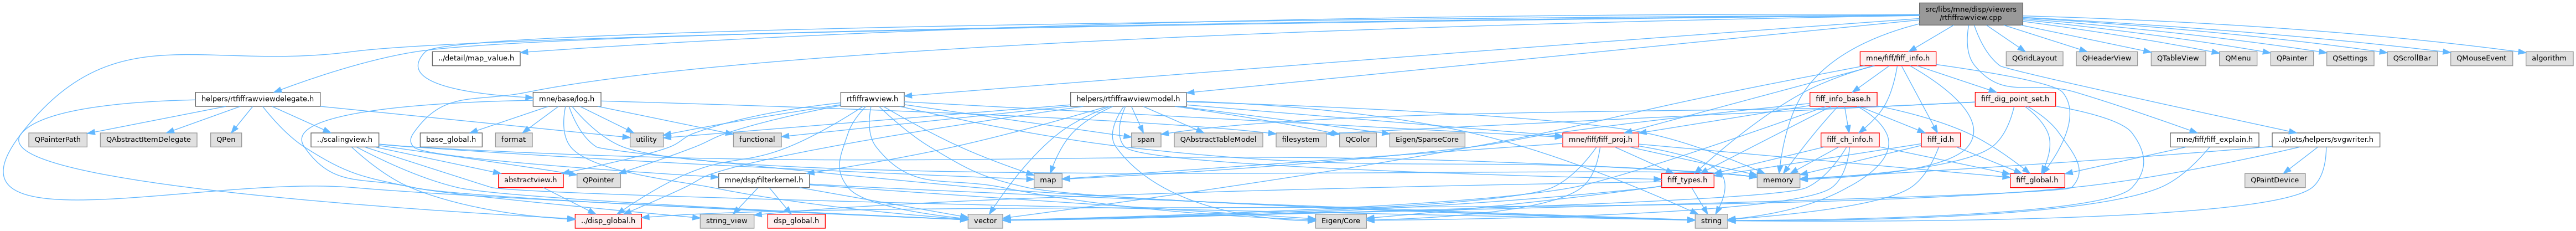 src/libs/mne/disp/viewers
/rtfiffrawview.cpp
../detail/map_value.h
mne/fiff/fiff_info.h
QGridLayout
QHeaderView
QTableView
QMenu
QPainter
QSettings
QScrollBar
QMouseEvent
algorithm
helpers/rtfiffrawviewdelegate.h
mne/base/log.h
rtfiffrawview.h
helpers/rtfiffrawviewmodel.h
fiff_info_base.h
fiff_dig_point_set.h
QPainterPath
QAbstractItemDelegate
QPen
../scalingview.h
base_global.h
format
utility
functional
span
QAbstractTableModel
filesystem
QColor
Eigen/SparseCore
mne/fiff/fiff_proj.h
fiff_ch_info.h
fiff_id.h
mne/fiff/fiff_explain.h
../plots/helpers/svgwriter.h
abstractview.h
QPointer
mne/dsp/filterkernel.h
map
fiff_types.h
memory
fiff_global.h
QPaintDevice
../disp_global.h
string_view
dsp_global.h
vector
Eigen/Core
string